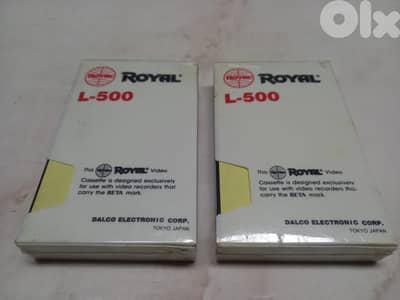 Olx
ROYAL ROYAL
L-500
This ROYAL Video
Cassette is designed exclusively
for use with video recorders that
carry the BETA mark.
DALCO ELECTRONIC CORP.
TOKYO JAPAN
ROYAL ROYAL
L-500
This ROYAL Video
Cassette is designed exclusively
for use with video recorders that
carry the BETA mark.
DALCO ELECTRONIC CORP.
TOKYO JAPAN